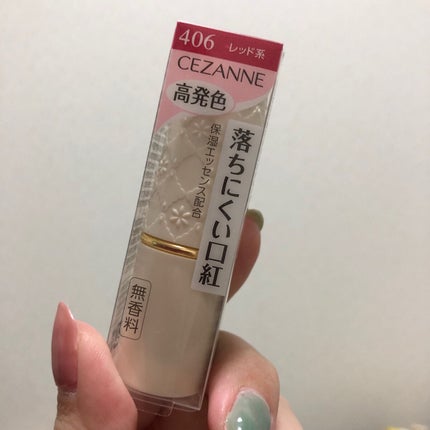 406 レッド系
CEZANNE
高発色
落ちにくい口紅
保湿エッセンス配合
無香料